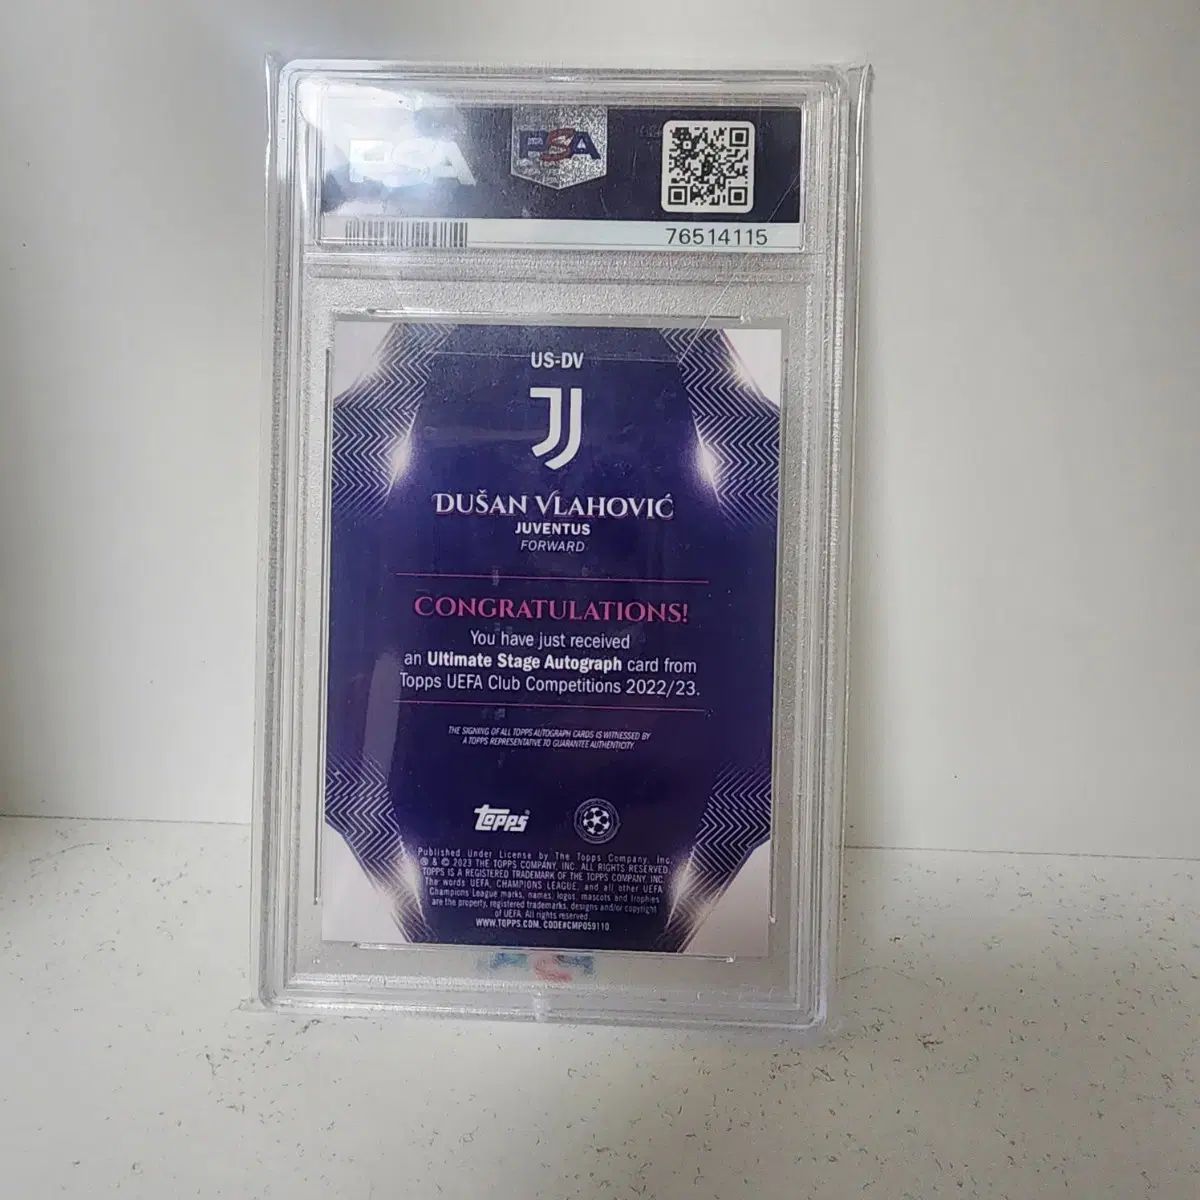 PSA
PSA
76514115
US-DV
DUŠAN VLAHOVIĆ
JUVENTUS
FORWARD
CONGRATULATIONS!
You have just received
an Ultimate Stage Autograph card from
Topps UEFA Club Competitions 2022/23.
THE SIGNING OF ALL TOPPS AUTOGRAPH CARDS IS WITNESSED BY
A TOPPS REPRESENTATIVE TO GUARANTEE AUTHENTICITY.
Topps
Published Under License by The Topps Company, Inc.
® & © 2023 THE TOPPS COMPANY, INC. ALL RIGHTS RESERVED.
TOPPS IS A REGISTERED TRADEMARK OF THE TOPPS COMPANY, INC.
The words UEFA, CHAMPIONS LEAGUE, and all other UEFA
Champions League marks, names, logos, mascots and trophies
are the property, registered trademarks, designs and/or copyright
of UEFA. All rights reserved.
WWW.TOPPS.COM. CODE#CMP059110